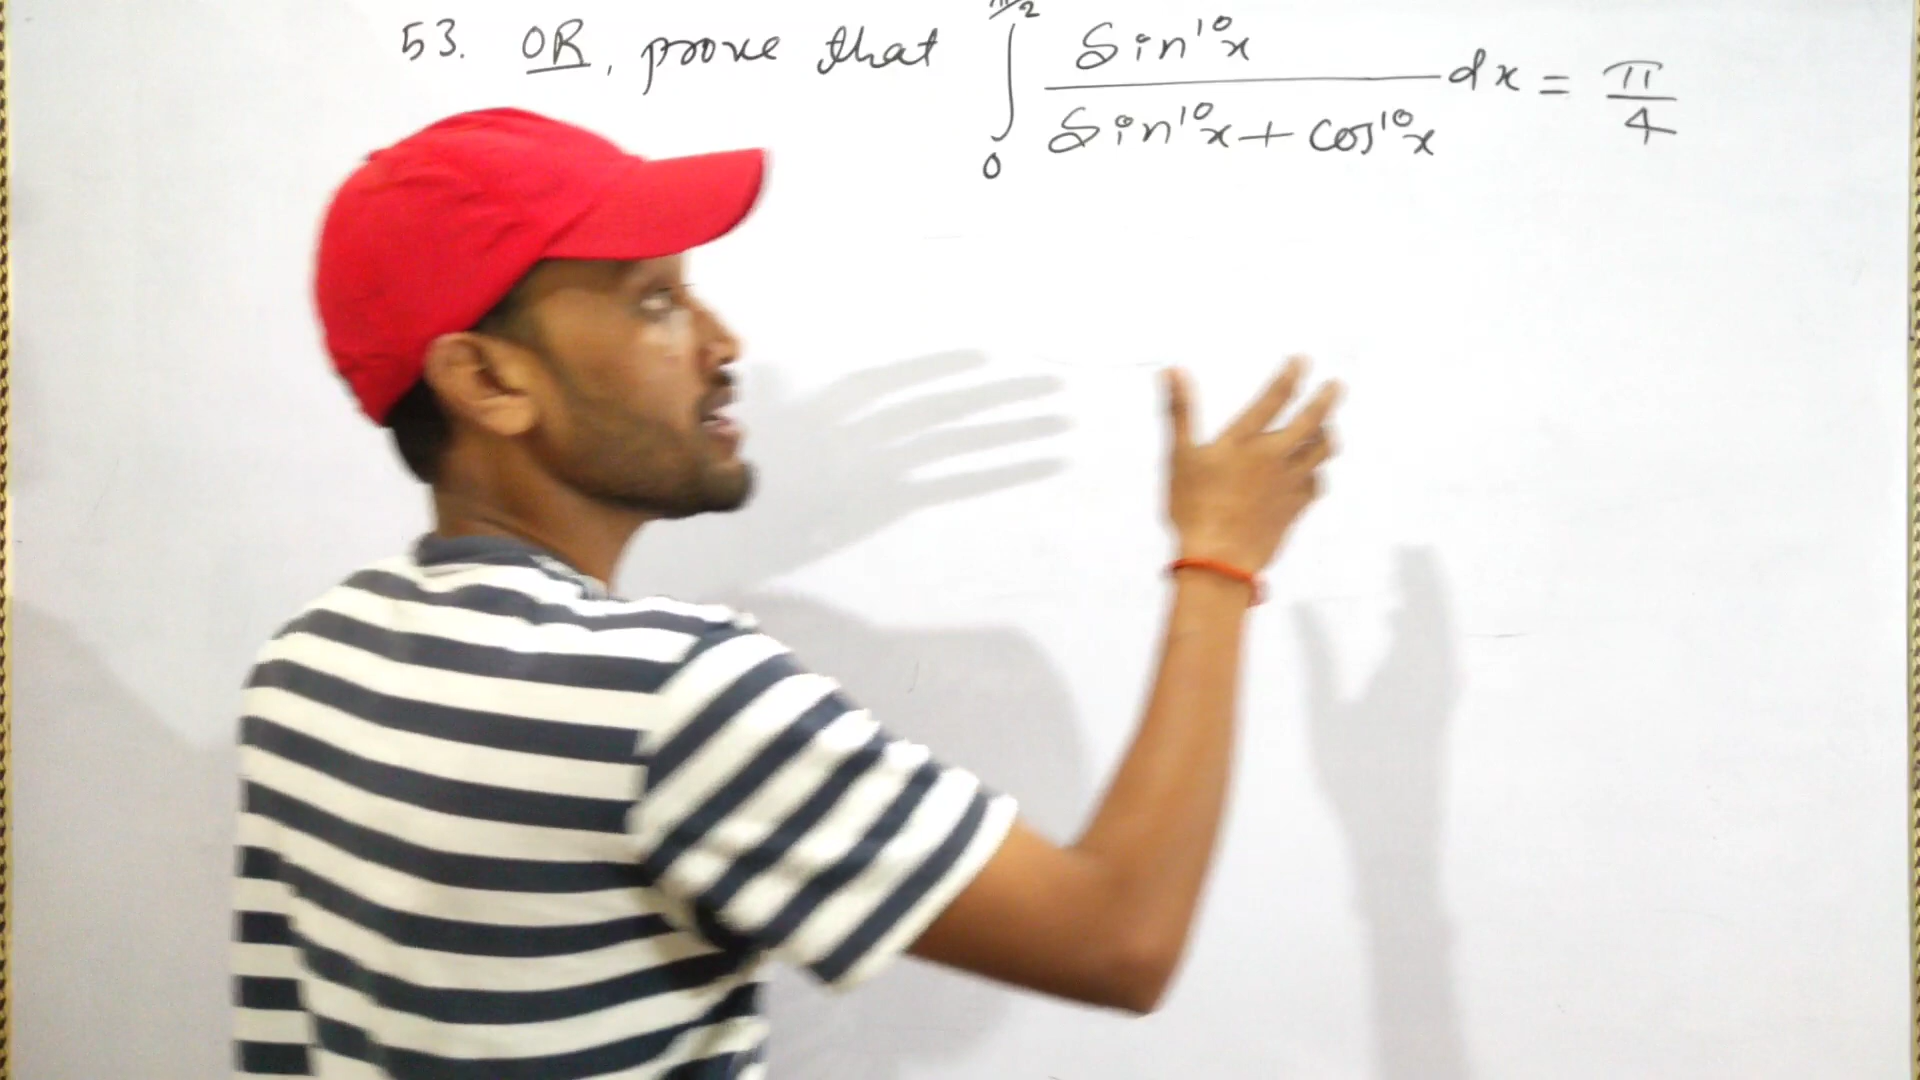 53. OR, prove that ∫₀^{π/2} Sin¹⁰x / (Sin¹⁰x + Cos¹⁰x) dx = π/4